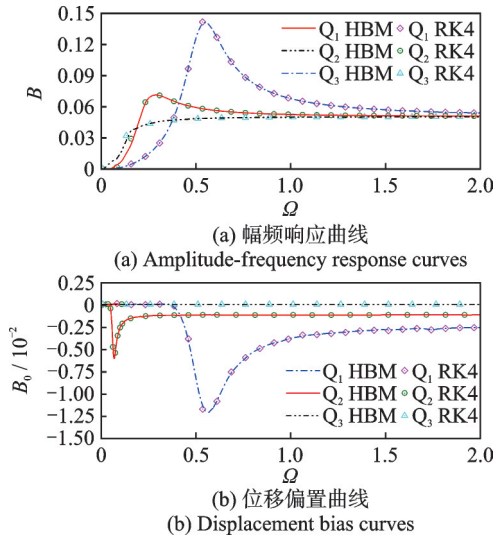 0.15
0.12
0.09
0.06
0.03
0
B
Q₁ HBM Q₁ RK4
Q₂ HBM Q₂ RK4
Q₃ HBM Q₃ RK4
0 0.5 1.0 1.5 2.0
Ω
(a) 幅频响应曲线
(a) Amplitude-frequency response curves
0.25
0
−0.25
−0.50
−0.75
−1.00
−1.25
−1.50
B₀ / 10⁻²
Q₁ HBM Q₁ RK4
Q₂ HBM Q₂ RK4
Q₃ HBM Q₃ RK4
0 0.5 1.0 1.5 2.0
Ω
(b) 位移偏置曲线
(b) Displacement bias curves